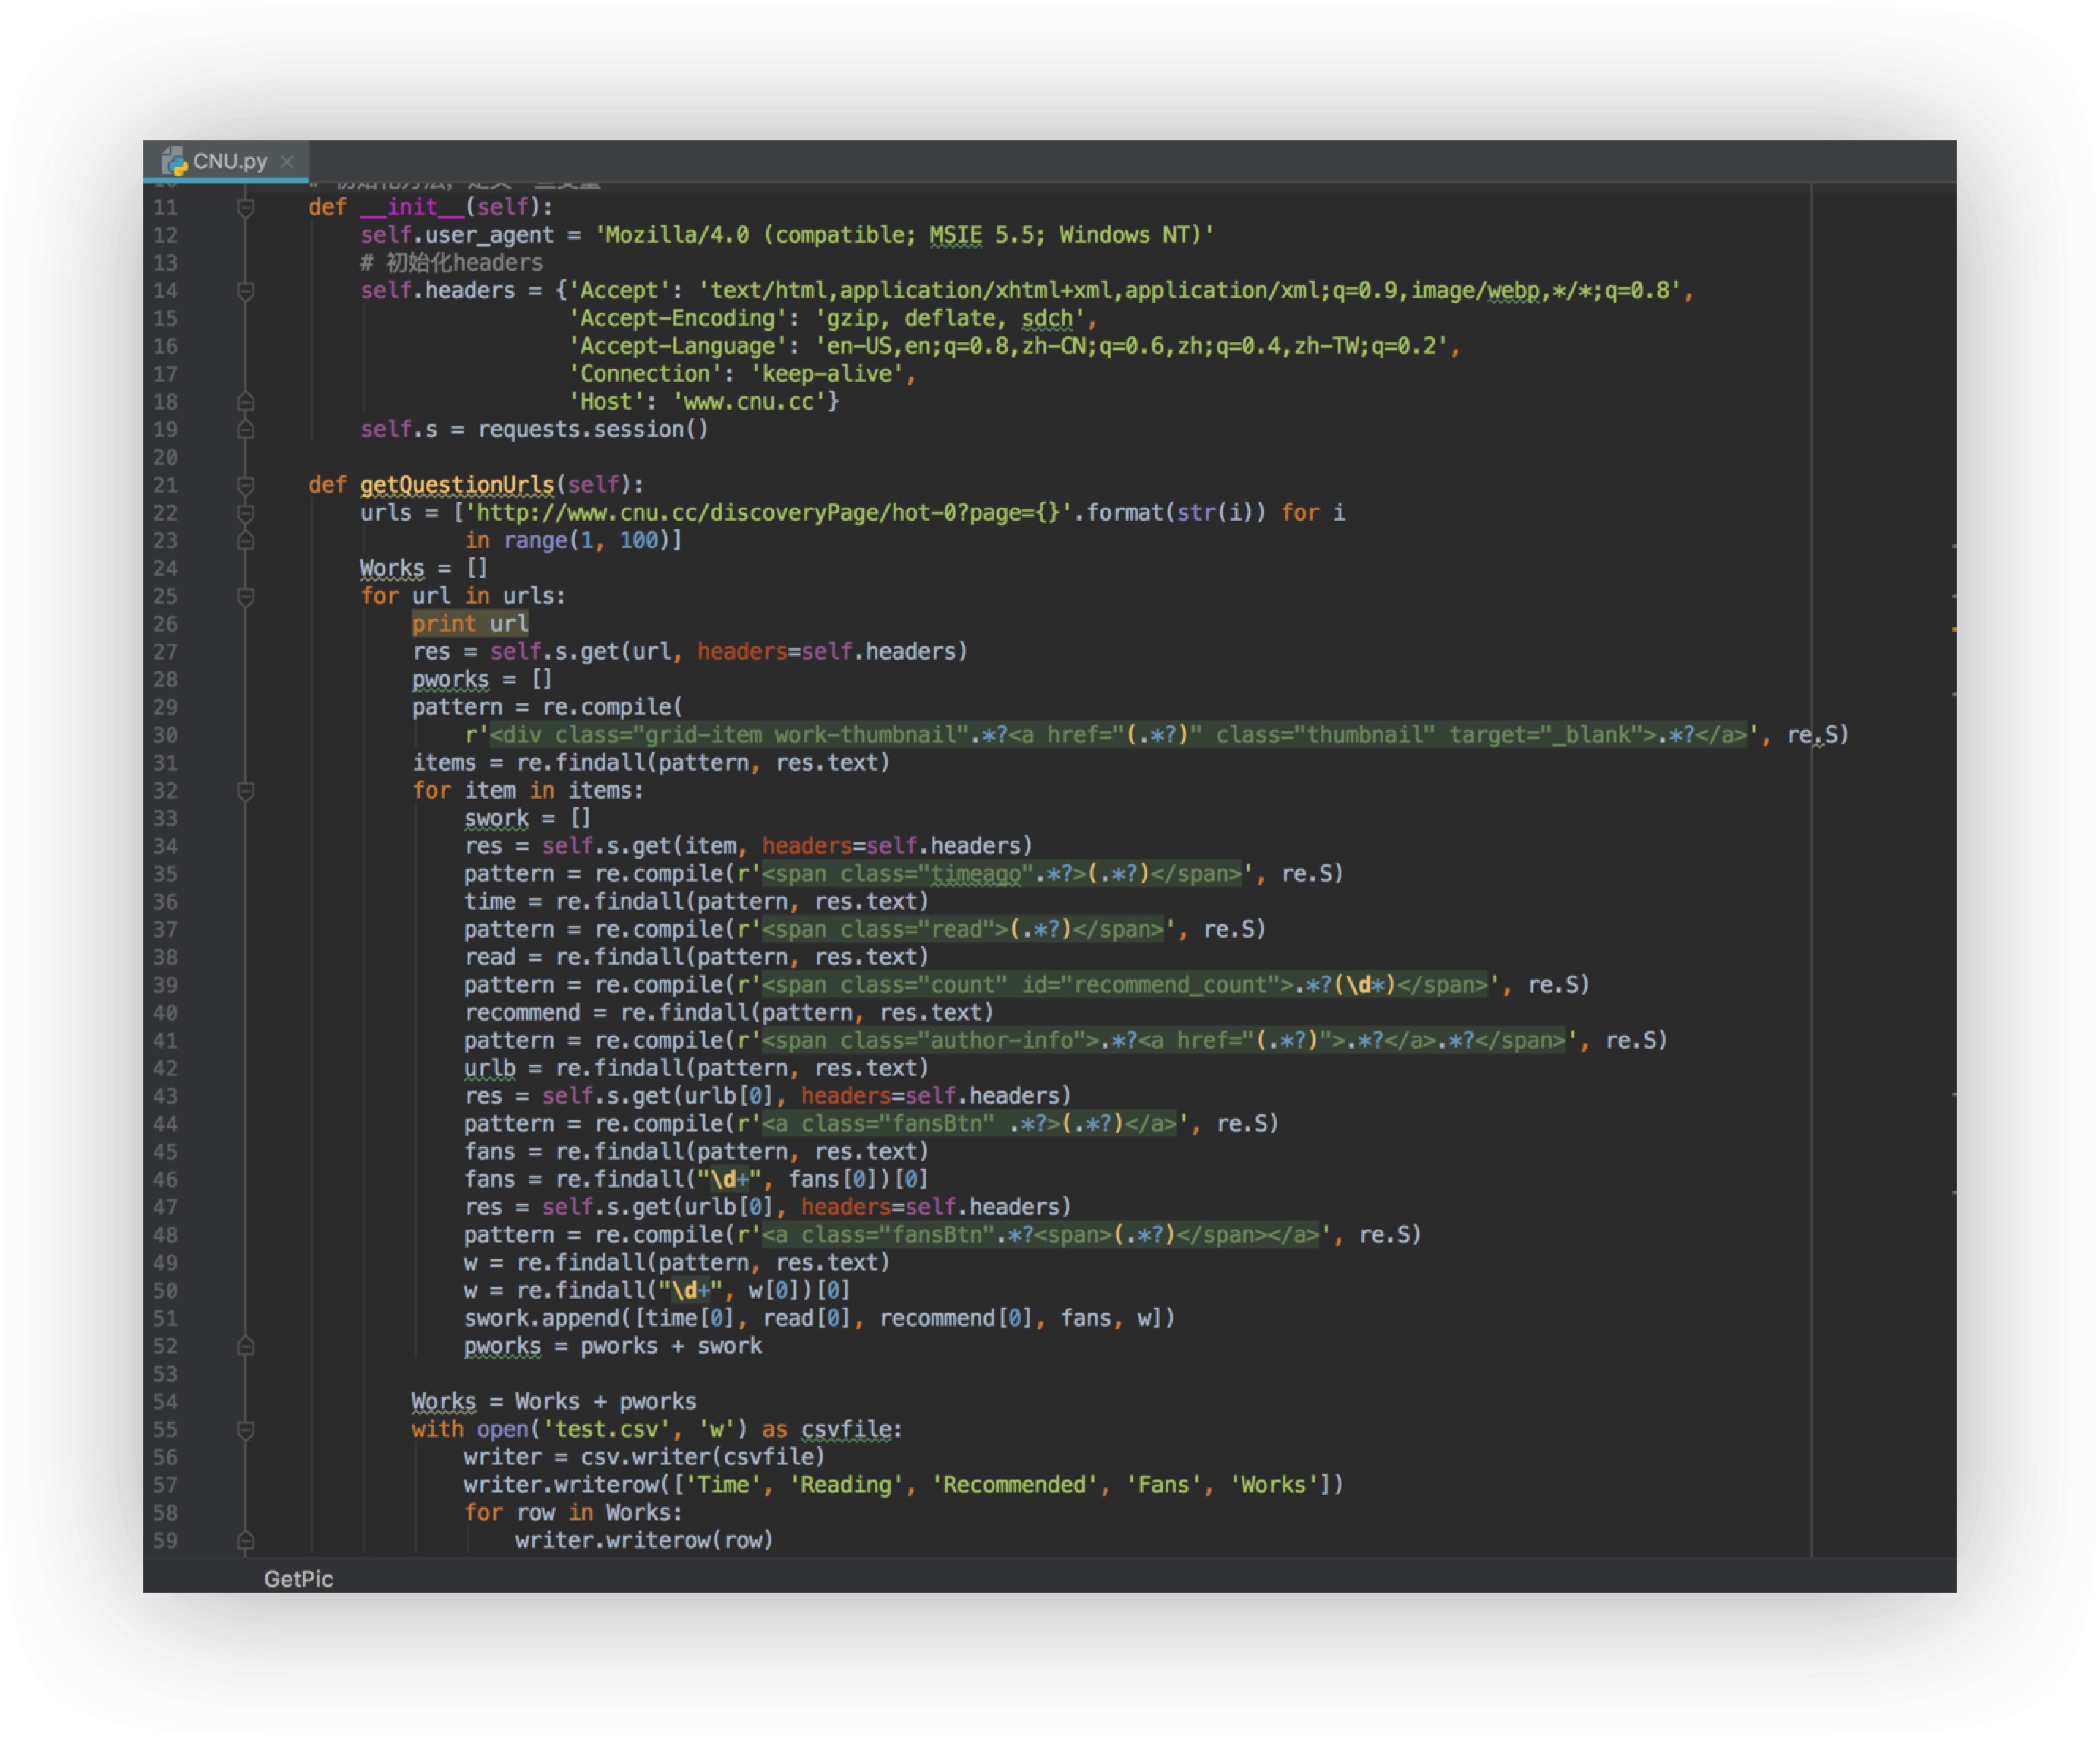 CNU.py
11 def __init__(self):
12 self.user_agent = 'Mozilla/4.0 (compatible; MSIE 5.5; Windows NT)'
13 # 初始化headers
14 self.headers = {'Accept': 'text/html,application/xhtml+xml,application/xml;q=0.9,image/webp,*/*;q=0.8',
15 'Accept-Encoding': 'gzip, deflate, sdch',
16 'Accept-Language': 'en-US,en;q=0.8,zh-CN;q=0.6,zh;q=0.4,zh-TW;q=0.2',
17 'Connection': 'keep-alive',
18 'Host': 'www.cnu.cc'}
19 self.s = requests.session()
20
21 def getQuestionUrls(self):
22 urls = ['http://www.cnu.cc/discoveryPage/hot-0?page={}'.format(str(i)) for i
23 in range(1, 100)]
24 Works = []
25 for url in urls:
26 print url
27 res = self.s.get(url, headers=self.headers)
28 pworks = []
29 pattern = re.compile(
30 r'<div class="grid-item work-thumbnail".*?<a href="(.*?)" class="thumbnail" target="_blank">.*?</a>', re.S)
31 items = re.findall(pattern, res.text)
32 for item in items:
33 swork = []
34 res = self.s.get(item, headers=self.headers)
35 pattern = re.compile(r'<span class="timeago".*?>(.*?)</span>', re.S)
36 time = re.findall(pattern, res.text)
37 pattern = re.compile(r'<span class="read">(.*?)</span>', re.S)
38 read = re.findall(pattern, res.text)
39 pattern = re.compile(r'<span class="count" id="recommend_count">.*?(\d*)</span>', re.S)
40 recommend = re.findall(pattern, res.text)
41 pattern = re.compile(r'<span class="author-info">.*?<a href="(.*?)">.*?</a>.*?</span>', re.S)
42 urlb = re.findall(pattern, res.text)
43 res = self.s.get(urlb[0], headers=self.headers)
44 pattern = re.compile(r'<a class="fansBtn" .*?>(.*?)</a>', re.S)
45 fans = re.findall(pattern, res.text)
46 fans = re.findall("\d+", fans[0])[0]
47 res = self.s.get(urlb[0], headers=self.headers)
48 pattern = re.compile(r'<a class="fansBtn".*?<span>(.*?)</span></a>', re.S)
49 w = re.findall(pattern, res.text)
50 w = re.findall("\d+", w[0])[0]
51 swork.append([time[0], read[0], recommend[0], fans, w])
52 pworks = pworks + swork
53
54 Works = Works + pworks
55 with open('test.csv', 'w') as csvfile:
56 writer = csv.writer(csvfile)
57 writer.writerow(['Time', 'Reading', 'Recommended', 'Fans', 'Works'])
58 for row in Works:
59 writer.writerow(row)
GetPic